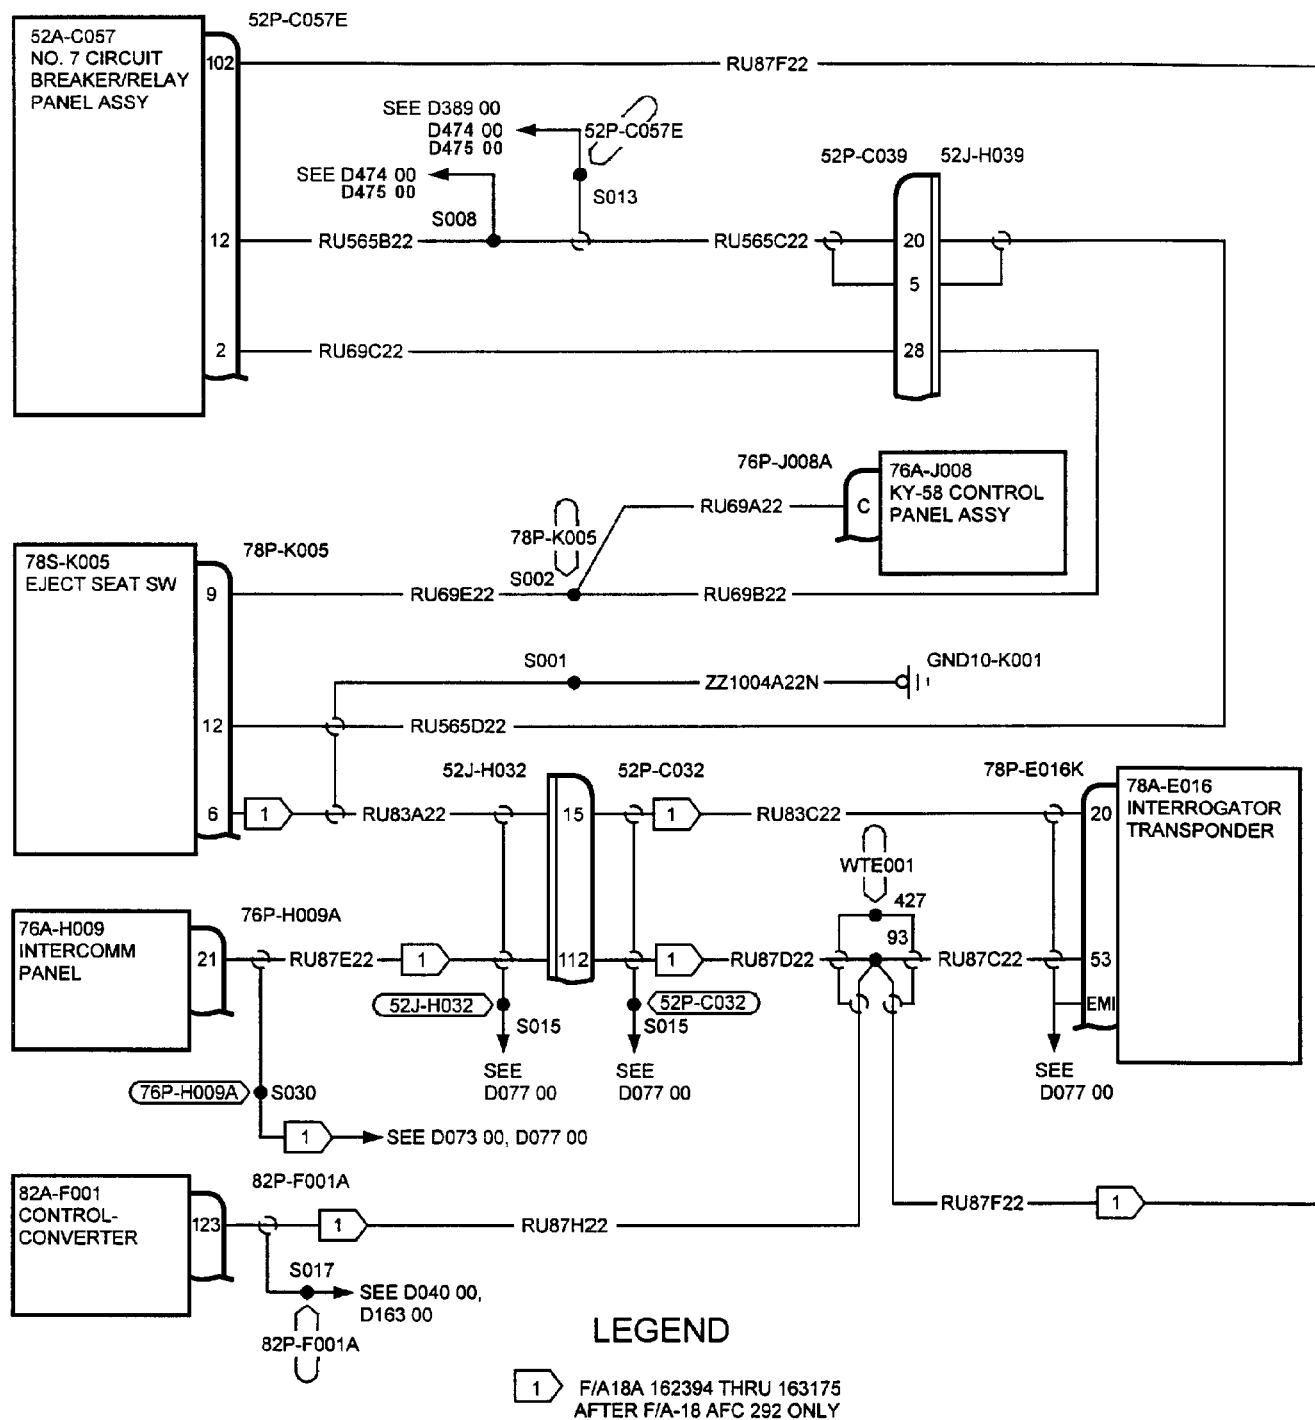 52P-C057E
52A-C057
NO. 7 CIRCUIT
BREAKER/RELAY
PANEL ASSY
102
RU87F22
SEE D389 00
D474 00
D475 00
52P-C057E
SEE D474 00
D475 00
S013
S008
52P-C039
52J-H039
12
RU565B22
RU565C22
20
5
2
RU69C22
28
76P-J008A
76A-J008
KY-58 CONTROL
PANEL ASSY
C
RU69A22
78P-K005
78S-K005
EJECT SEAT SW
78P-K005
S002
9
RU69E22
RU69B22
S001
GND10-K001
ZZ1004A22N
12
RU565D22
52J-H032
52P-C032
78P-E016K
78A-E016
INTERROGATOR
TRANSPONDER
6
1
RU83A22
15
1
RU83C22
20
WTE001
427
76P-H009A
76A-H009
INTERCOMM
PANEL
93
21
RU87E22
1
112
1
RU87D22
RU87C22
53
52J-H032
52P-C032
EMI
S015
S015
SEE
D077 00
SEE
D077 00
SEE
D077 00
76P-H009A
S030
1
SEE D073 00, D077 00
82P-F001A
82A-F001
CONTROL-
CONVERTER
123
1
RU87H22
RU87F22
1
S017
SEE D040 00,
D163 00
82P-F001A
LEGEND
1
F/A18A 162394 THRU 163175
AFTER F/A-18 AFC 292 ONLY